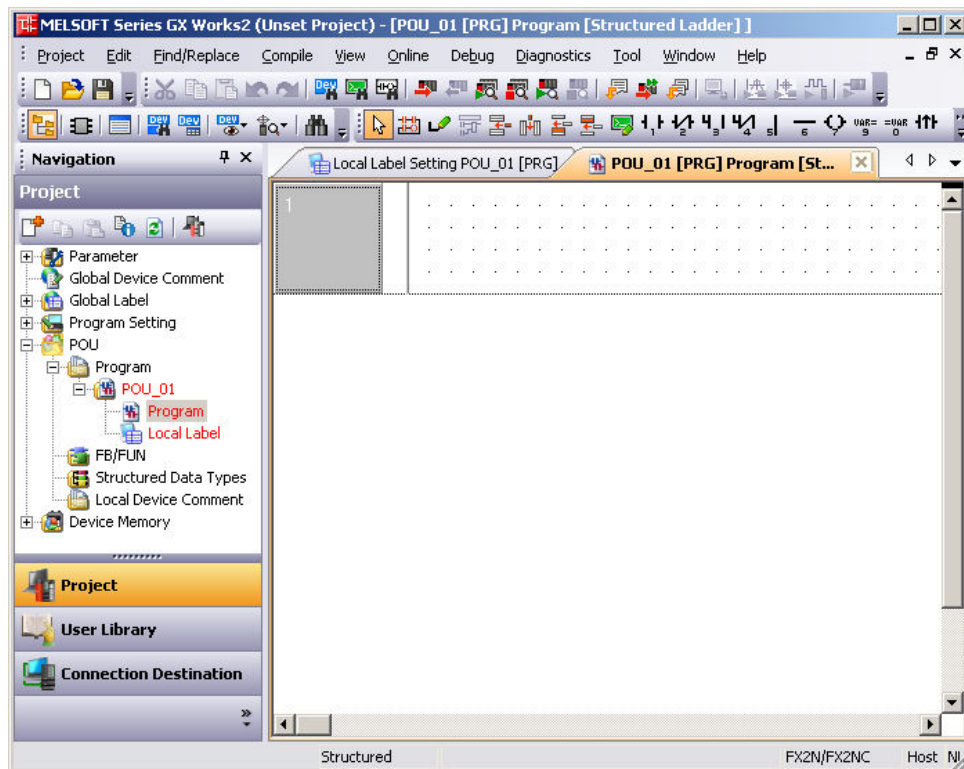 MELSOFT Series GX Works2 (Unset Project) - [POU_01 [PRG] Program [Structured Ladder] ]
Project Edit Find/Replace Compile View Online Debug Diagnostics Tool Window Help
Navigation
Local Label Setting POU_01 [PRG]
POU_01 [PRG] Program [St...
Project
1
Parameter
Global Device Comment
Global Label
Program Setting
POU
Program
POU_01
Program
Local Label
FB/FUN
Structured Data Types
Local Device Comment
Device Memory
Project
User Library
Connection Destination
Structured
FX2N/FX2NC
Host